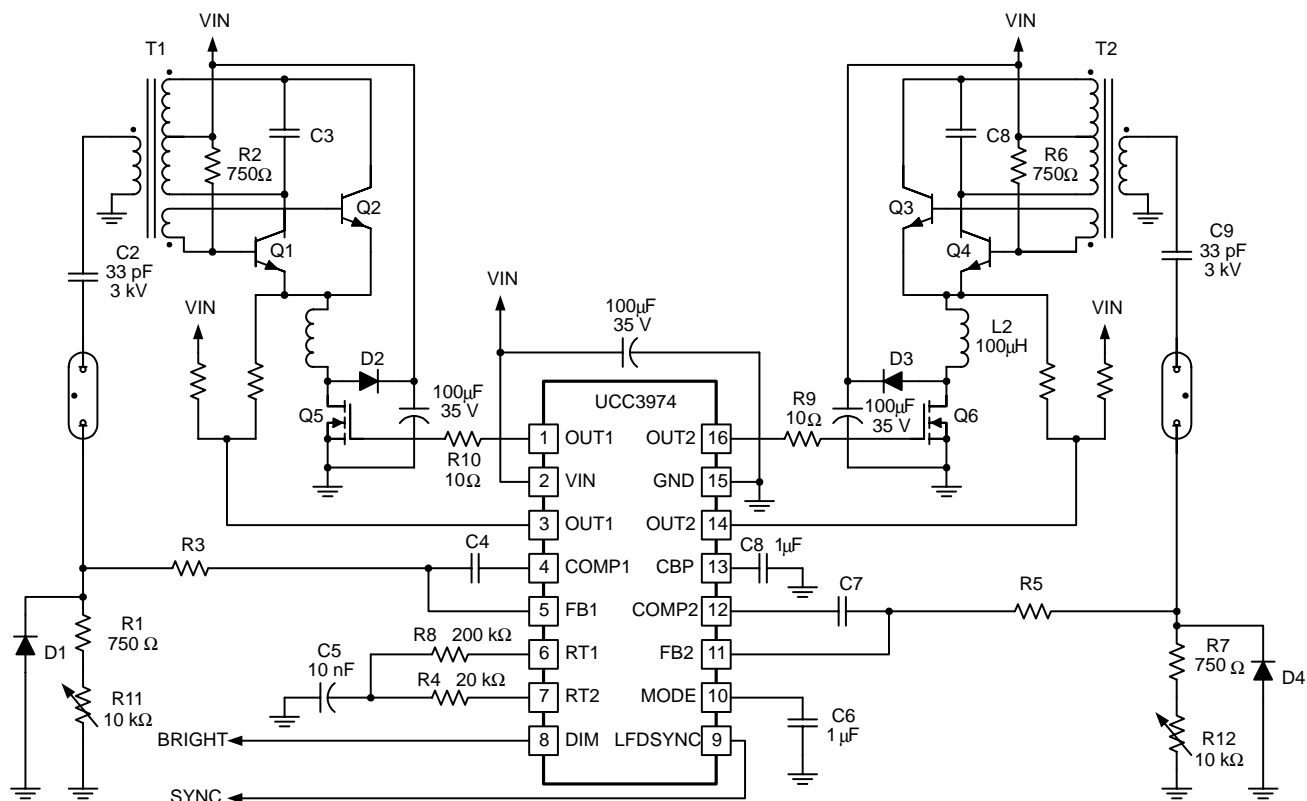 VIN
VIN
T1
T2
C3
C8
R2
750Ω
R6
750Ω
Q2
Q3
Q1
Q4
C2
33 pF
3 kV
C9
33 pF
3 kV
VIN
VIN
VIN
100µF
35 V
L2
100µH
D2
D3
100µF
35 V
UCC3974
R9
10Ω
100µF
35 V
Q5
Q6
1 OUT1
OUT2 16
R10
10Ω
2 VIN
GND 15
3 OUT1
OUT2 14
R3
C4
4 COMP1
CBP 13
C8 1µF
5 FB1
COMP2 12
C7
R5
R1
750 Ω
D1
C5
10 nF
R8 200 kΩ
6 RT1
FB2 11
R7
750 Ω
D4
R4 20 kΩ
7 RT2
MODE 10
R11
10 kΩ
C6
1 µF
R12
10 kΩ
BRIGHT
8 DIM
LFDSYNC 9
SYNC